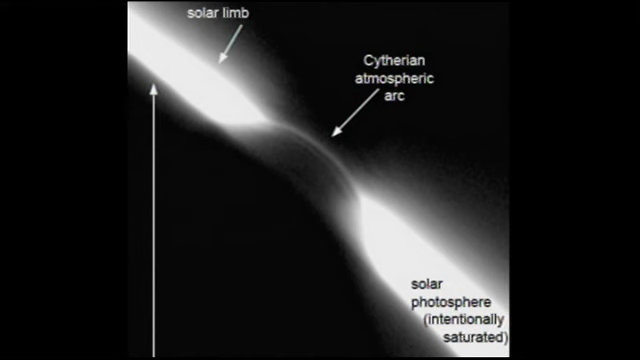 solar limb
Cytherian
atmospheric
arc
solar
photosphere
(intentionally
saturated)